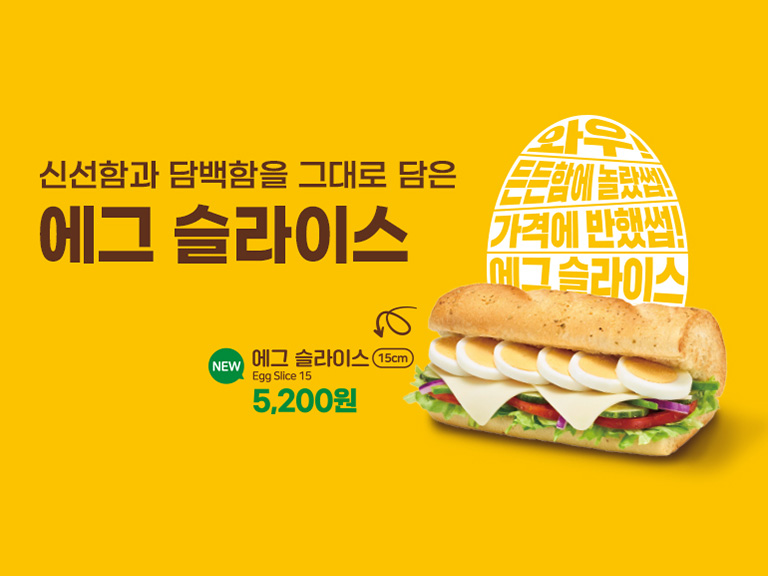 신선함과 담백함을 그대로 담은
에그 슬라이스
와우!
든든함에 놀랐썹!
가격에 반했썹!
에그 슬라이스
NEW
에그 슬라이스 15cm
Egg Slice 15
5,200원